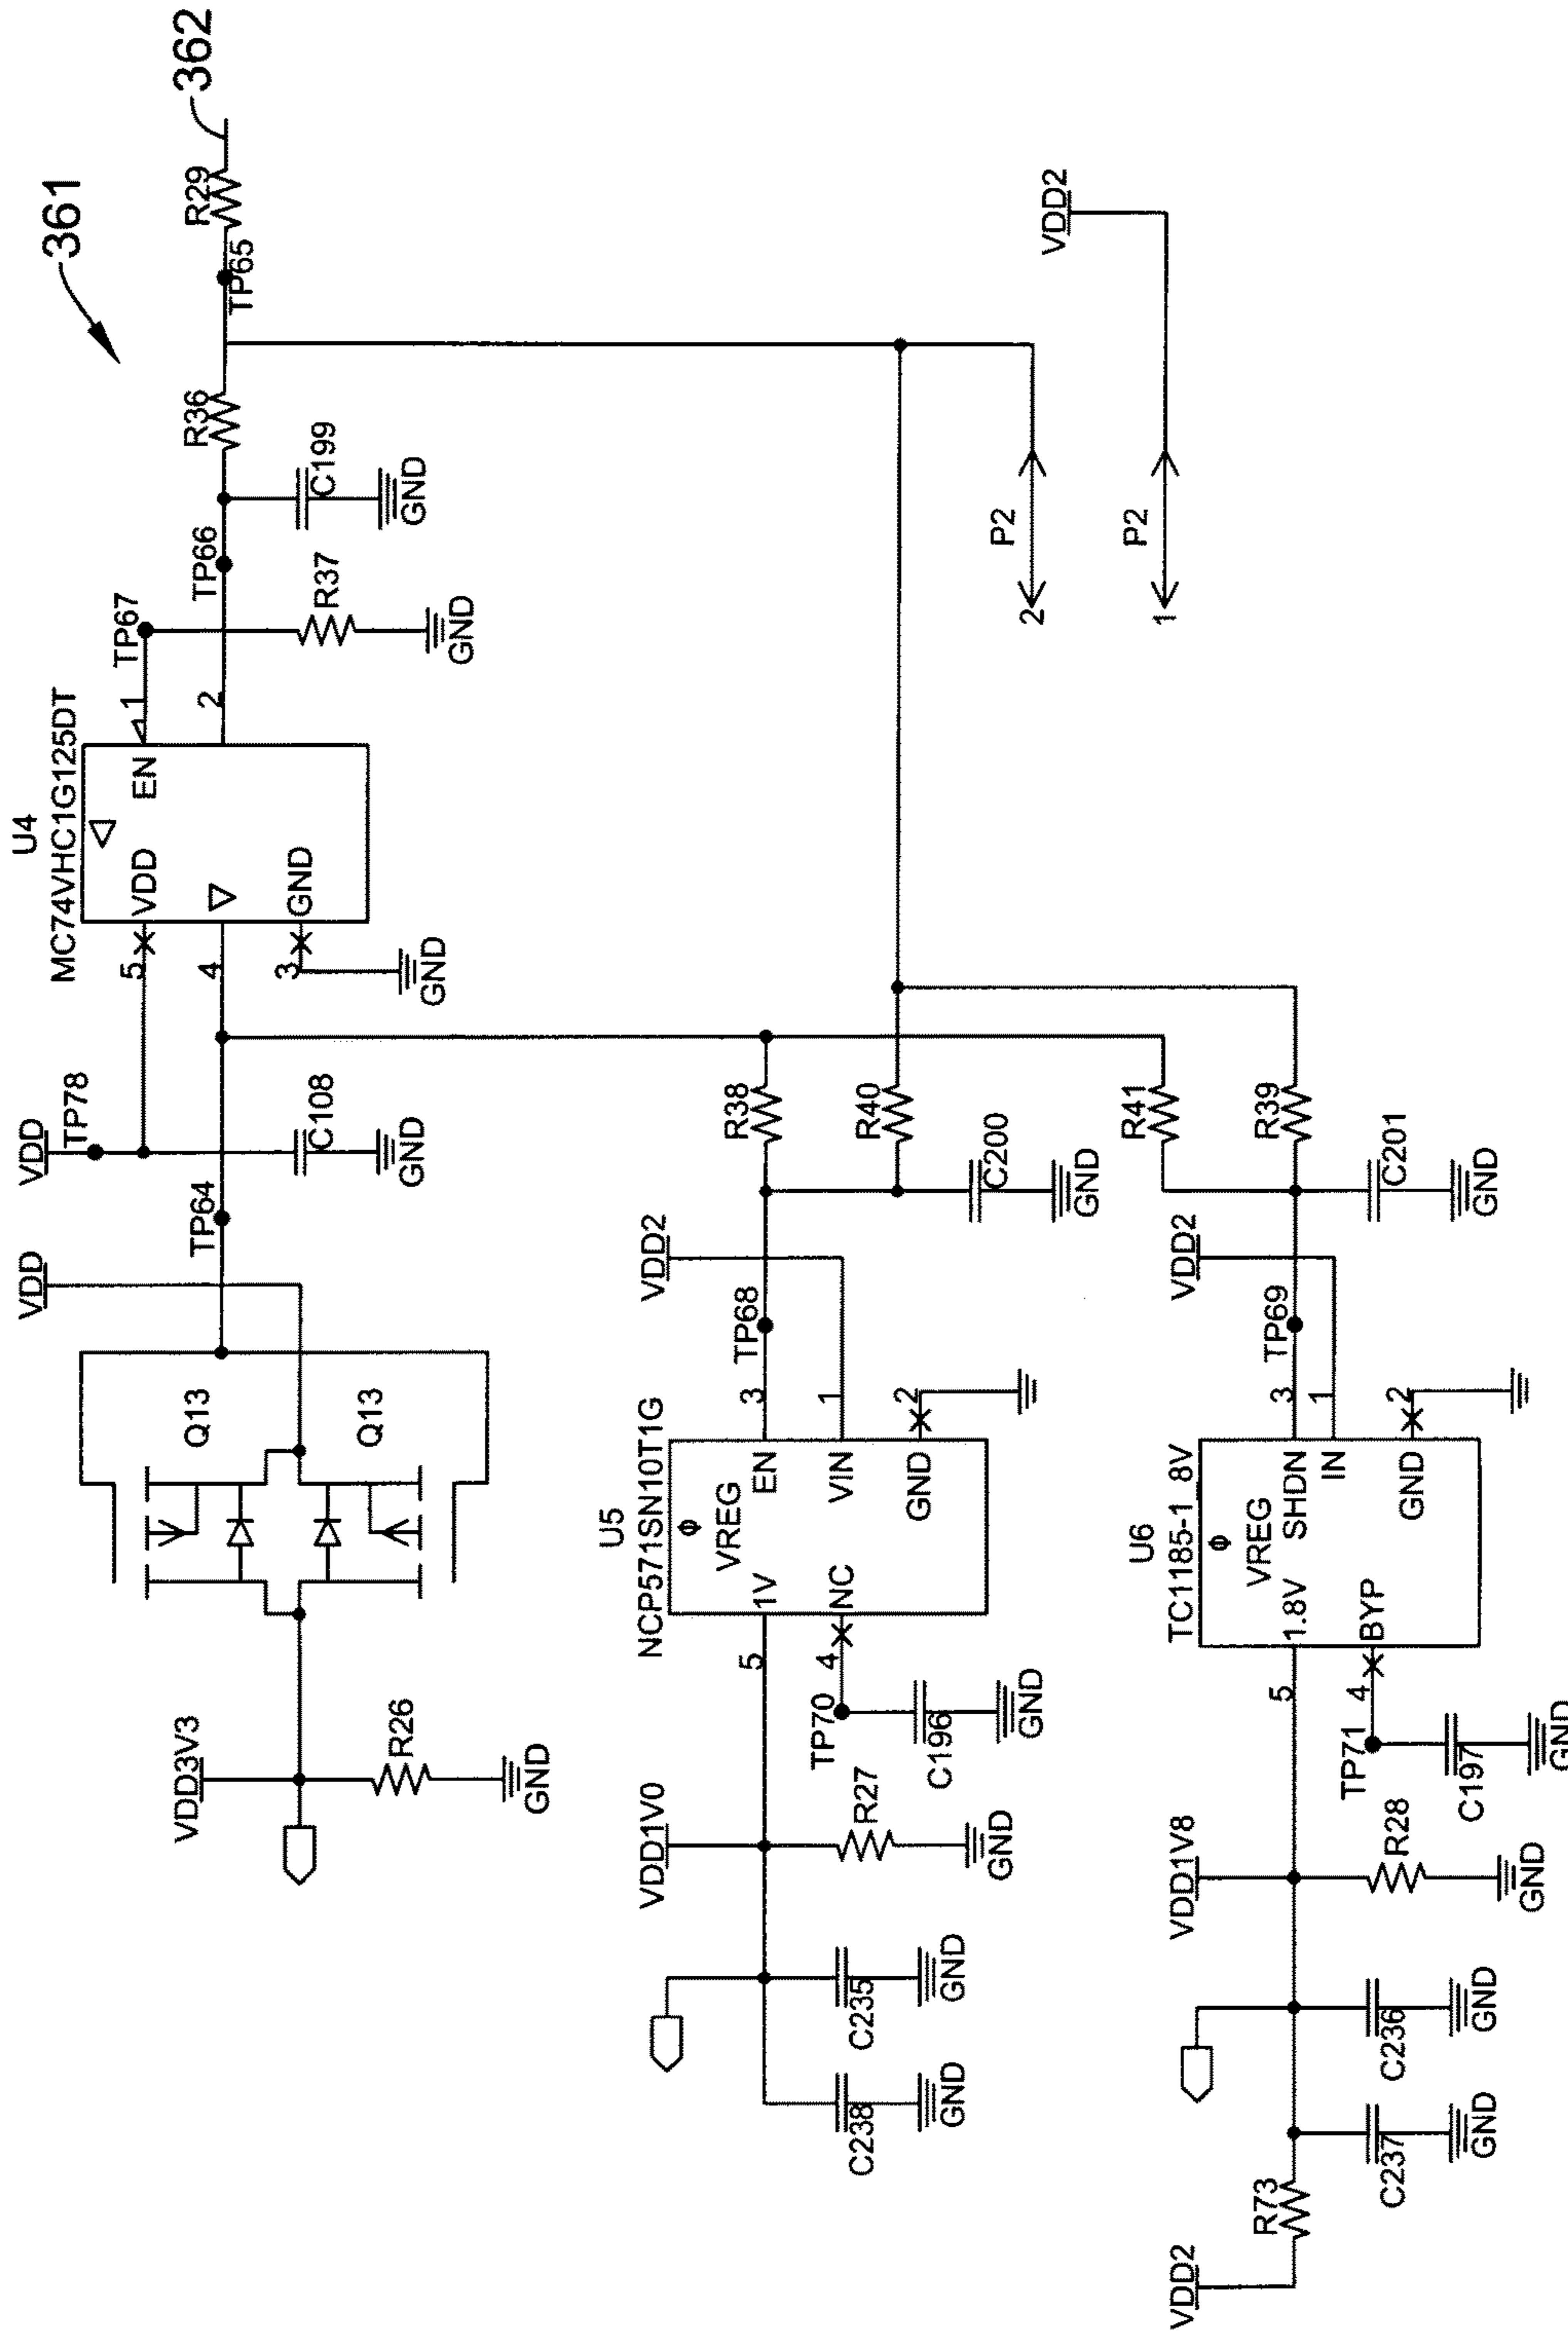 361
362
R29
TP65
R36
C199
GND
TP66
TP67
R37
GND
U4
MC74VHC1G125DT
1
2
EN
VDD
GND
5
4
3
GND
VDD
TP78
C108
GND
TP64
VDD
Q13
Q13
VDD3V3
R26
GND
VDD2
P2
2
P2
1
R38
R40
C200
GND
VDD2
TP68
U5
NCP571SN10T1G
3
1
2
EN
VIN
GND
VREG
Φ
1V
NC
5
4
TP70
C196
GND
VDD1V0
R27
GND
C235
GND
C238
GND
R41
R39
C201
GND
VDD2
TP69
U6
TC1185-1_8V
3
1
2
SHDN
IN
GND
VREG
Φ
1.8V
BYP
5
4
TP71
C197
GND
VDD1V8
R28
GND
C236
GND
C237
GND
R73
VDD2